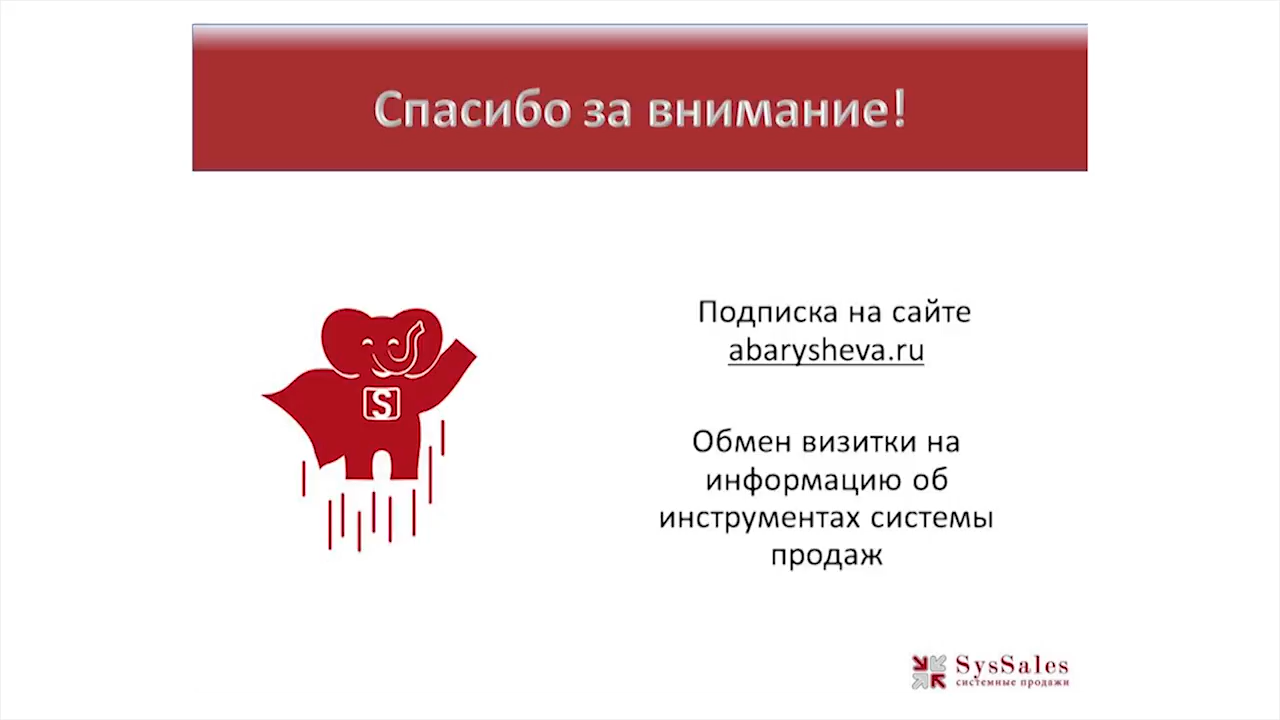 Спасибо за внимание!
Подписка на сайте
abarysheva.ru
Обмен визитки на
информацию об
инструментах системы
продаж
S
SysSales
системные продажи